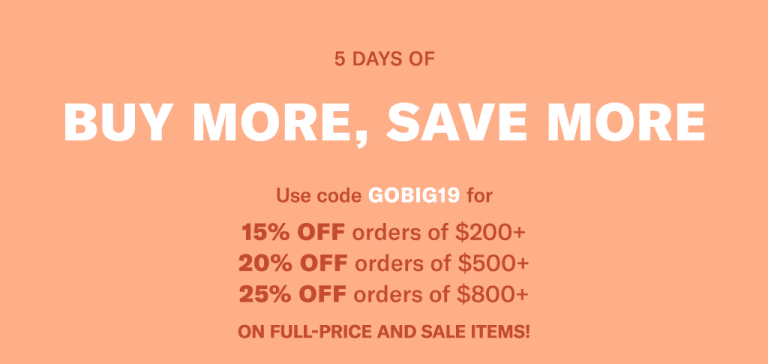 5 DAYS OF
BUY MORE, SAVE MORE
Use code GOBIG19 for
15% OFF orders of $200+
20% OFF orders of $500+
25% OFF orders of $800+
ON FULL-PRICE AND SALE ITEMS!